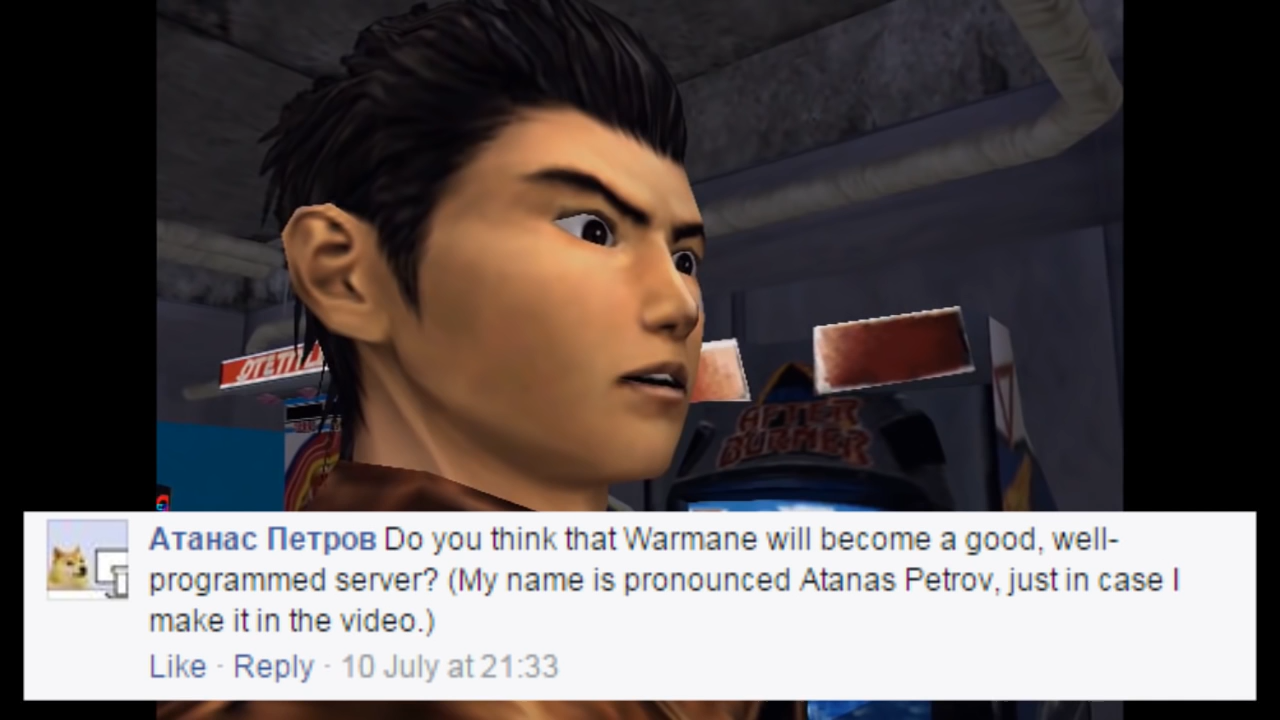 AFTER
BURNER
Атанас Петров Do you think that Warmane will become a good, well-
programmed server? (My name is pronounced Atanas Petrov, just in case I
make it in the video.)
Like · Reply · 10 July at 21:33